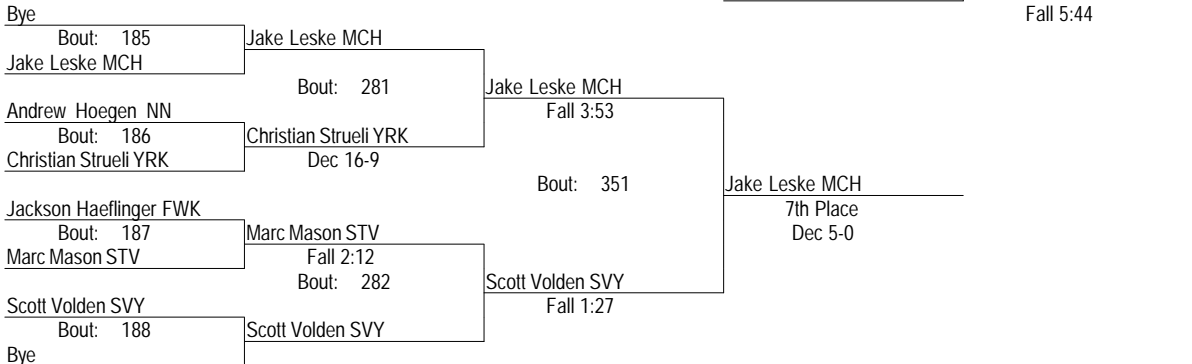 Bye
Fall 5:44
Bout: 185
Jake Leske MCH
Jake Leske MCH
Bout: 281
Jake Leske MCH
Andrew Hoegen NN
Fall 3:53
Bout: 186
Christian Strueli YRK
Christian Strueli YRK
Dec 16-9
Bout: 351
Jake Leske MCH
Jackson Haeflinger FWK
7th Place
Bout: 187
Marc Mason STV
Dec 5-0
Marc Mason STV
Fall 2:12
Bout: 282
Scott Volden SVY
Scott Volden SVY
Fall 1:27
Bout: 188
Scott Volden SVY
Bye